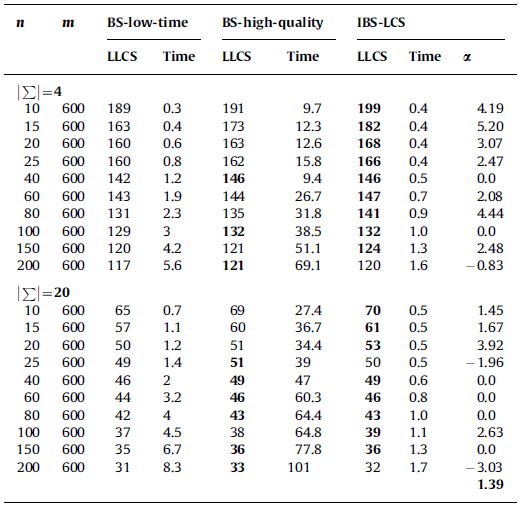 n m BS-low-time BS-high-quality IBS-LCS
LLCS Time LLCS Time LLCS Time α
|∑|=4
10 600 189 0.3 191 9.7 199 0.4 4.19
15 600 163 0.4 173 12.3 182 0.4 5.20
20 600 160 0.6 163 12.6 168 0.4 3.07
25 600 160 0.8 162 15.8 166 0.4 2.47
40 600 142 1.2 146 9.4 146 0.5 0.0
60 600 143 1.9 144 26.7 147 0.7 2.08
80 600 131 2.3 135 31.8 141 0.9 4.44
100 600 129 3 132 38.5 132 1.0 0.0
150 600 120 4.2 121 51.1 124 1.3 2.48
200 600 117 5.6 121 69.1 120 1.6 −0.83
|∑|=20
10 600 65 0.7 69 27.4 70 0.5 1.45
15 600 57 1.1 60 36.7 61 0.5 1.67
20 600 50 1.2 51 34.4 53 0.5 3.92
25 600 49 1.4 51 39 50 0.5 −1.96
40 600 46 2 49 47 49 0.6 0.0
60 600 44 3.2 46 60.3 46 0.8 0.0
80 600 42 4 43 64.4 43 1.0 0.0
100 600 37 4.5 38 64.8 39 1.1 2.63
150 600 35 6.7 36 77.8 36 1.3 0.0
200 600 31 8.3 33 101 32 1.7 −3.03
1.39